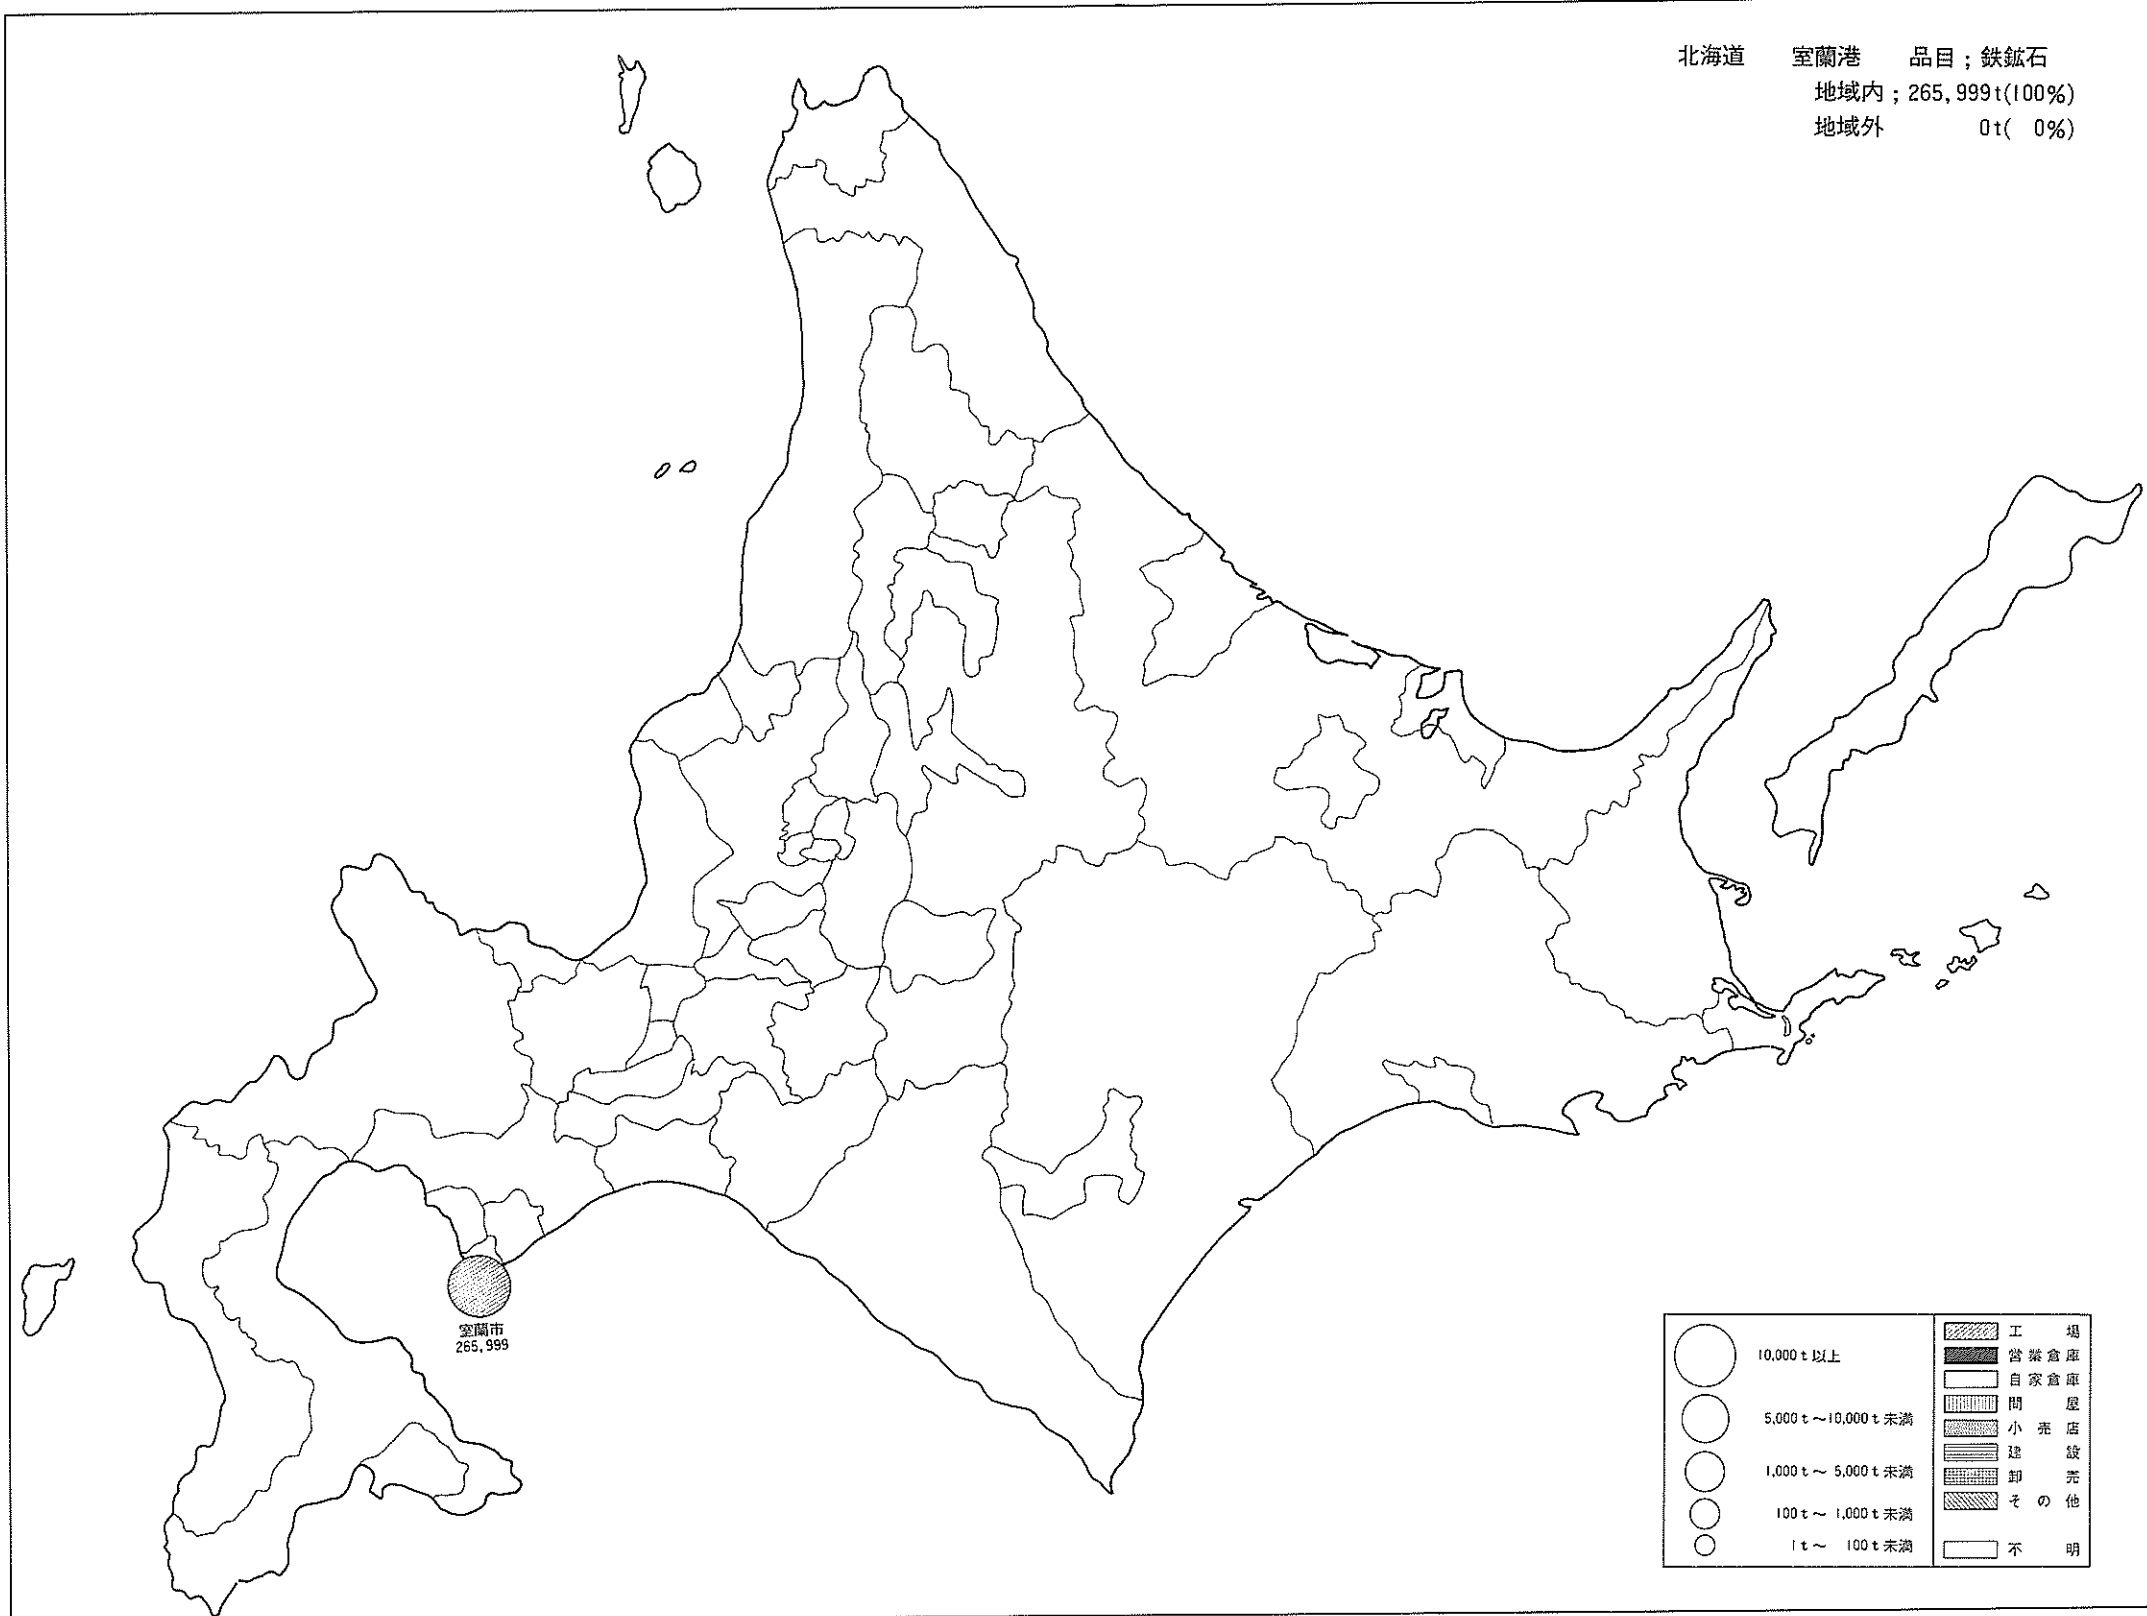 北海道 室蘭港 品目；鉄鉱石
地域内；265,999t(100%)
地域外 0t( 0%)
室蘭市
265,999
10,000t以上
5,000t～10,000t未満
1,000t～ 5,000t未満
100t～ 1,000t未満
1t～ 100t未満
工場
営業倉庫
自家倉庫
問屋
小売店
建設
卸売
その他
不明